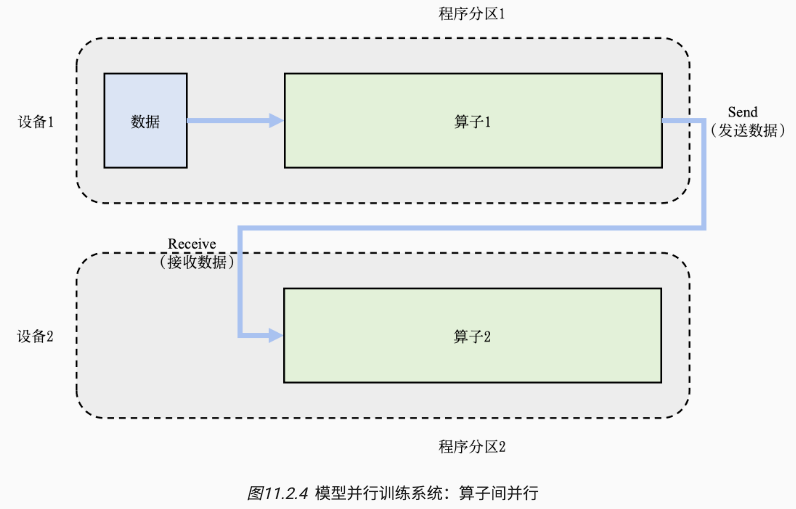 程序分区1
设备1
数据
算子1
Send
（发送数据）
Receive
（接收数据）
设备2
算子2
程序分区2
图11.2.4 模型并行训练系统：算子间并行